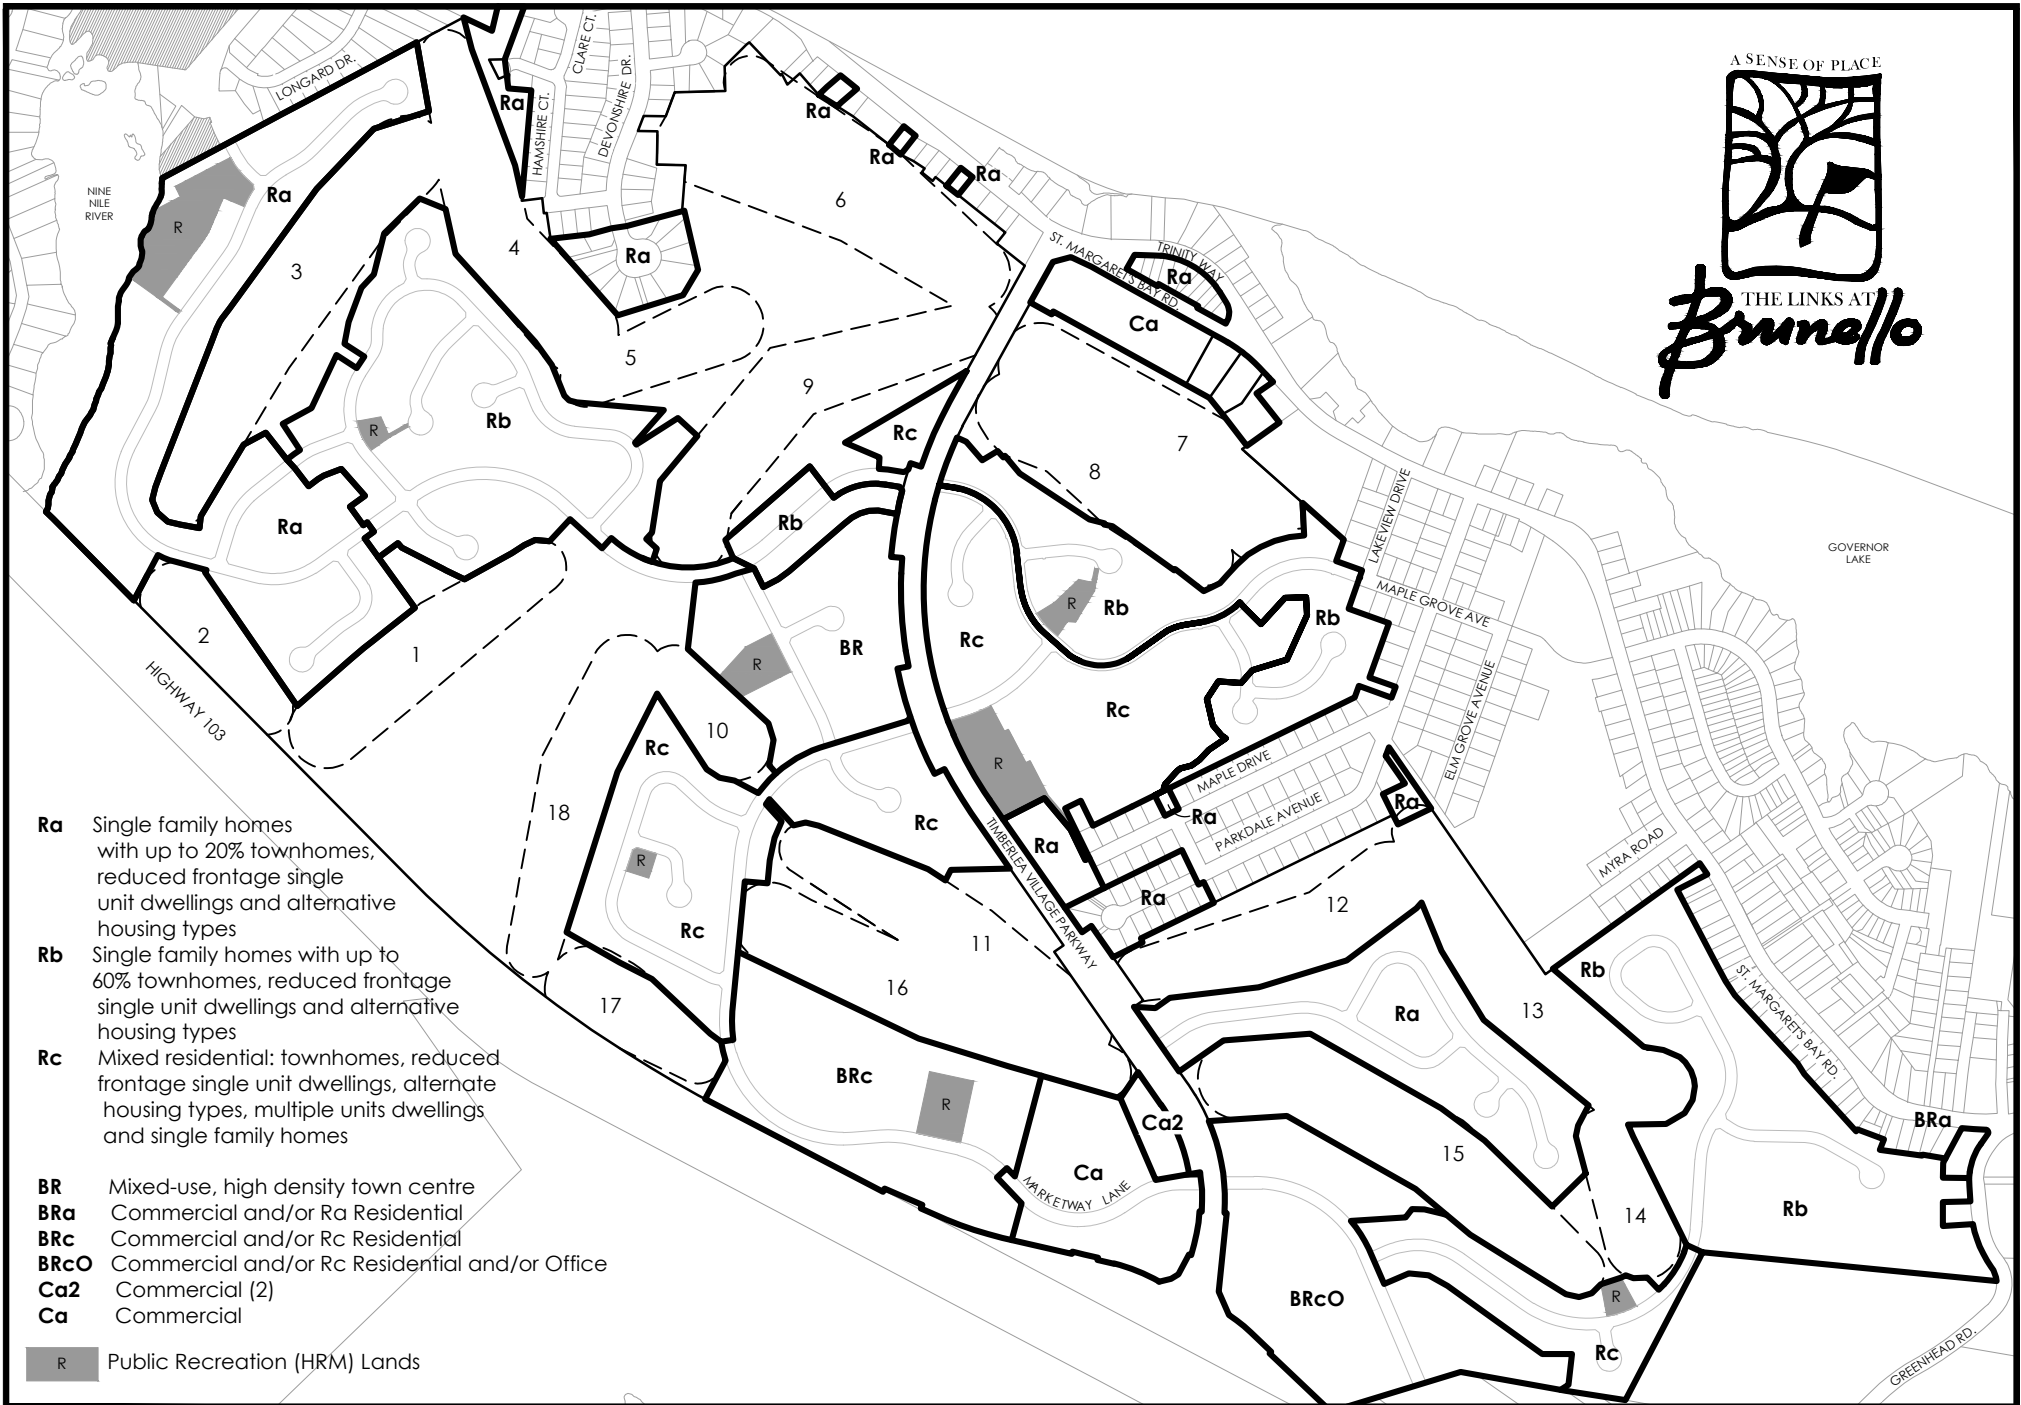 A SENSE OF PLACE
THE LINKS AT
Brunello
LONGARD DR.
CLARE CT.
DEVONSHIRE DR.
HAMSHIRE CT.
Ra
Ra
Ra
Ra
Ra
NINE
NILE
RIVER
R
Ra
3
4
6
Ra
ST. MARGARETS BAY RD.
TRINITY WAY
Ra
Ca
5
9
R
Rb
Rc
7
8
Ra
Rb
LAKEVIEW DRIVE
GOVERNOR
LAKE
MAPLE GROVE AVE
2
1
R
BR
Rc
R
Rb
Rb
ELM GROVE AVENUE
HIGHWAY 103
10
Rc
Rc
R
MAPLE DRIVE
PARKDALE AVENUE
Ra
Ra
MYRA ROAD
18
R
Rc
Rc
TIMBERLEA VILLAGE PARKWAY
Ra
Ra
12
11
16
17
Ra
13
Rb
ST. MARGARETS BAY RD.
BRa
BRc
R
Ca2
Ca
MARKETWAY LANE
15
14
Rb
BRcO
R
Rc
GREENHEAD RD.
Ra Single family homes
with up to 20% townhomes,
reduced frontage single
unit dwellings and alternative
housing types
Rb Single family homes with up to
60% townhomes, reduced frontage
single unit dwellings and alternative
housing types
Rc Mixed residential: townhomes, reduced
frontage single unit dwellings, alternate
housing types, multiple units dwellings
and single family homes
BR Mixed-use, high density town centre
BRa Commercial and/or Ra Residential
BRc Commercial and/or Rc Residential
BRcO Commercial and/or Rc Residential and/or Office
Ca2 Commercial (2)
Ca Commercial
R Public Recreation (HRM) Lands